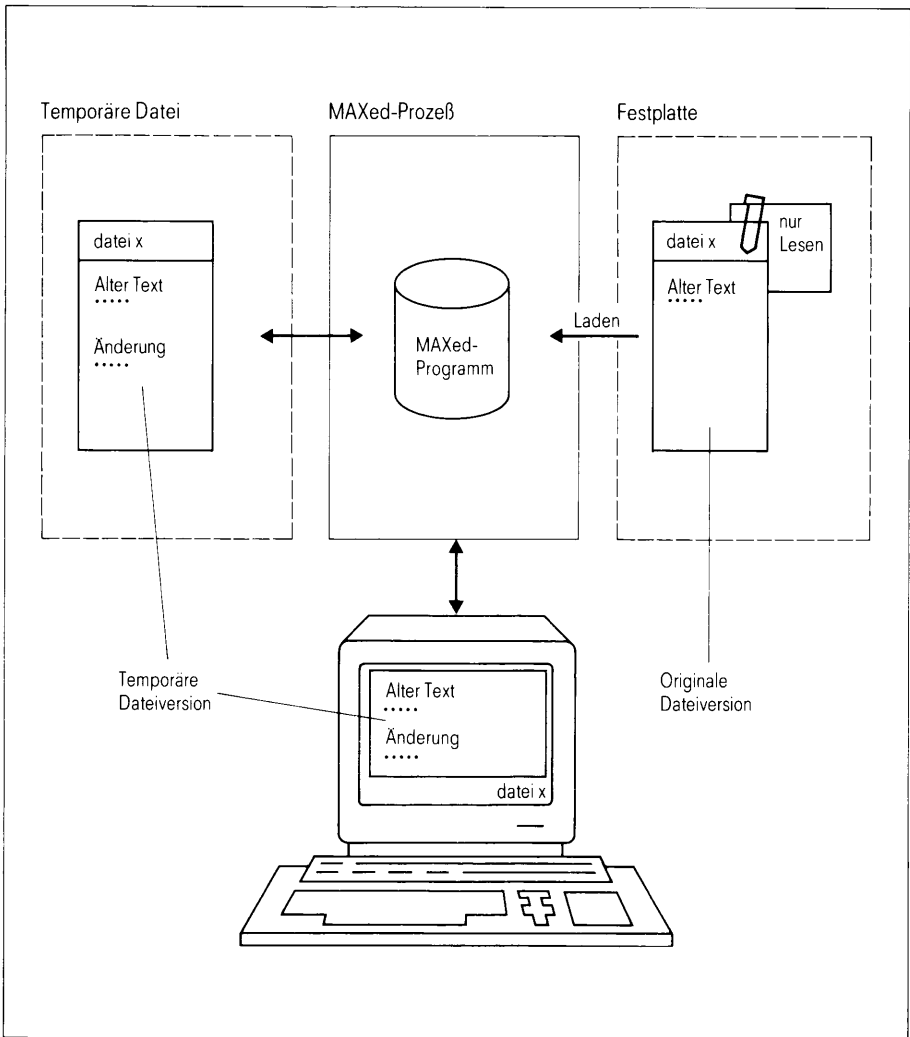 Temporäre Datei
MAXed-Prozeß
Festplatte
datei x
Alter Text
.....
Änderung
.....
MAXed-
Programm
Laden
datei x
Alter Text
.....
nur
Lesen
Temporäre
Dateiversion
Alter Text
.....
Änderung
.....
datei x
Originale
Dateiversion